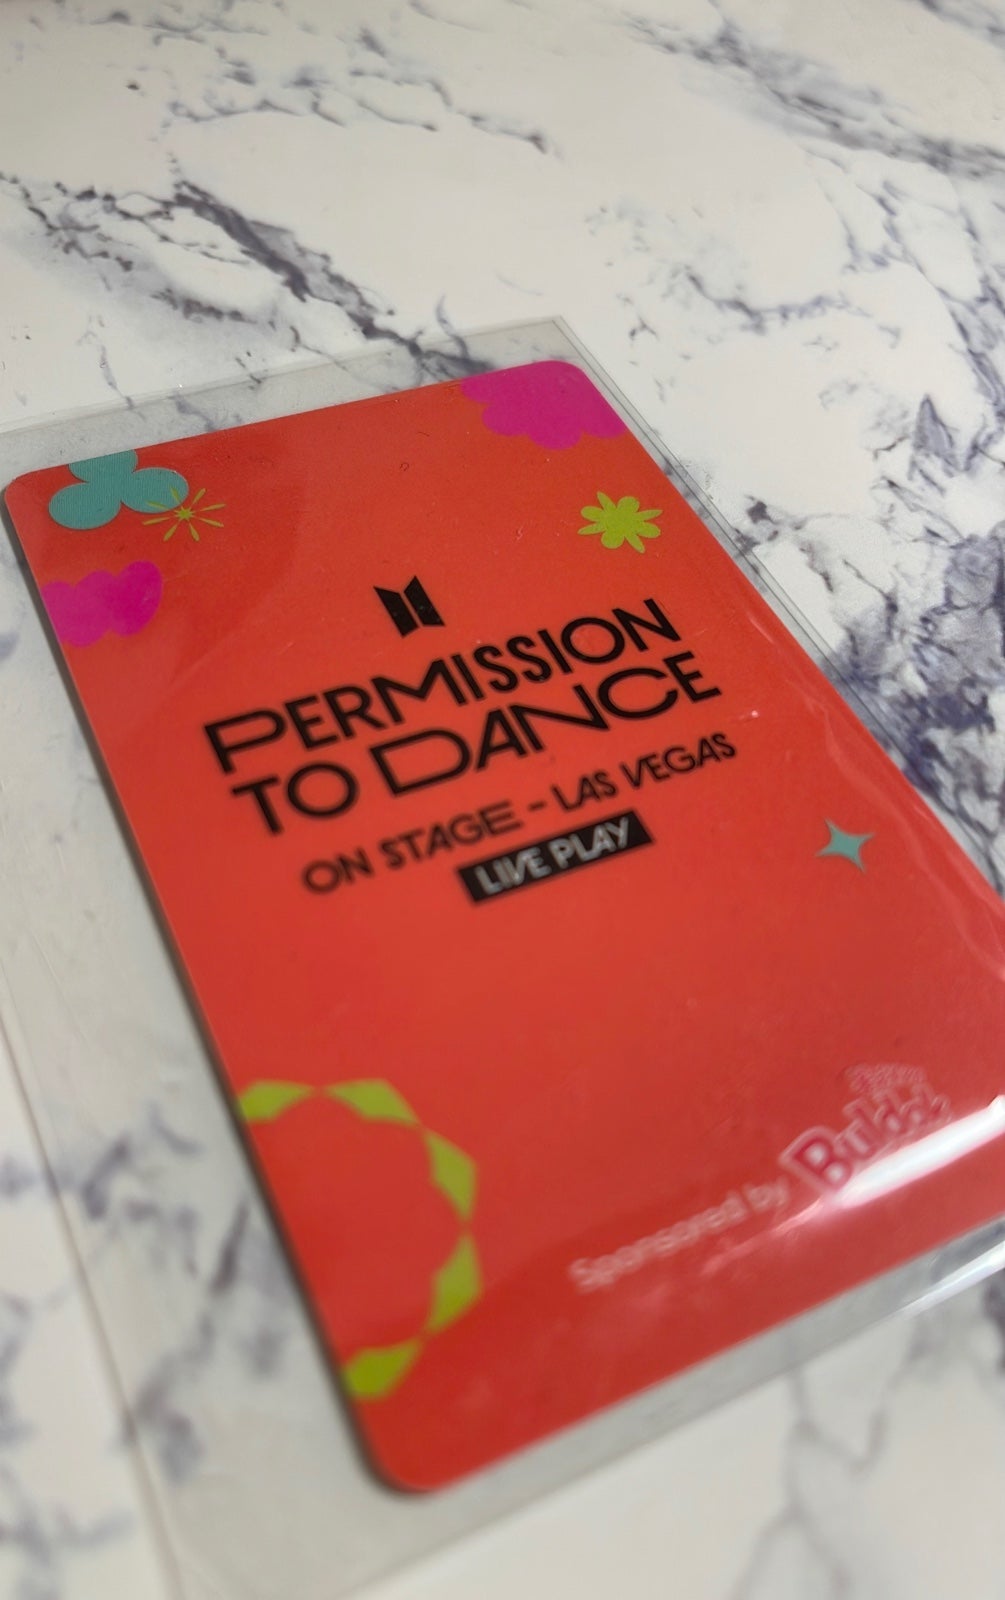 PERMISSION
TO DANCE
ON STAGE - LAS VEGAS
LIVE PLAY
Sponsored by